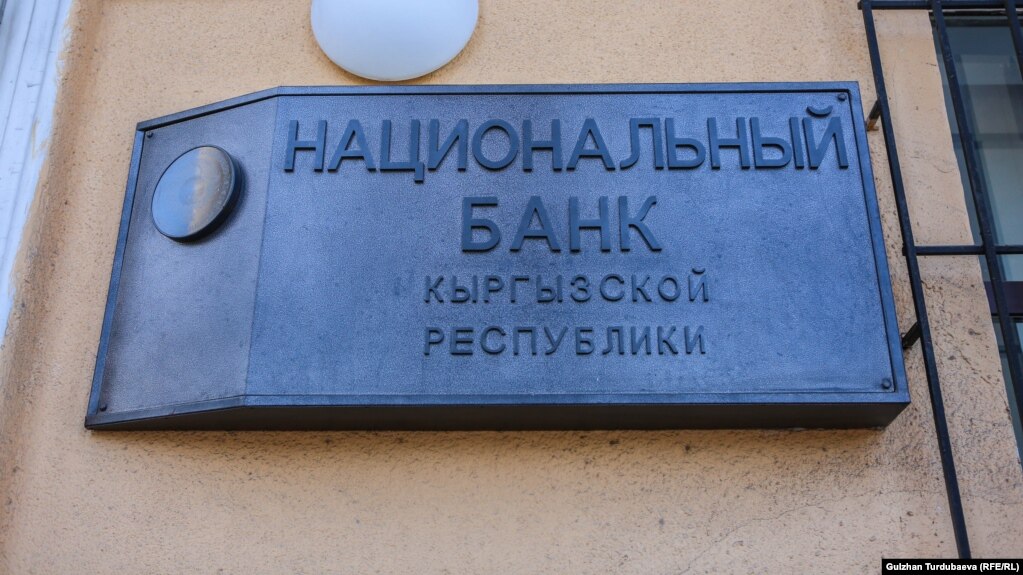 НАЦИОНАЛЬНЫЙ
БАНК
КЫРГЫЗСКОЙ
РЕСПУБЛИКИ
Gulzhan Turdubaeva (RFE/RL)